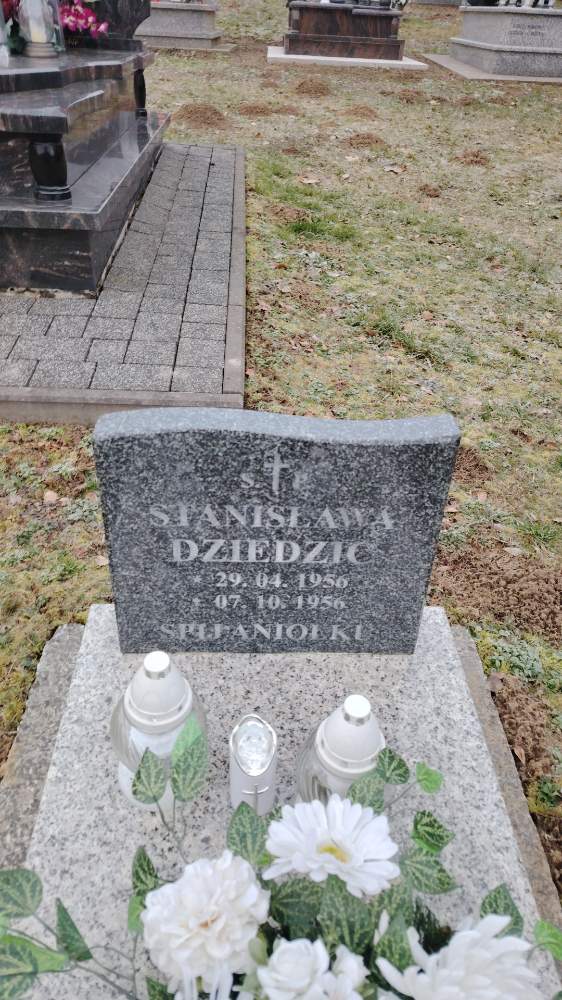 Ś † P
STANISŁAWA
DZIEDZIC
* 29. 04. 1956
+ 07. 10. 1956
ŚPIJ ANIOŁKU